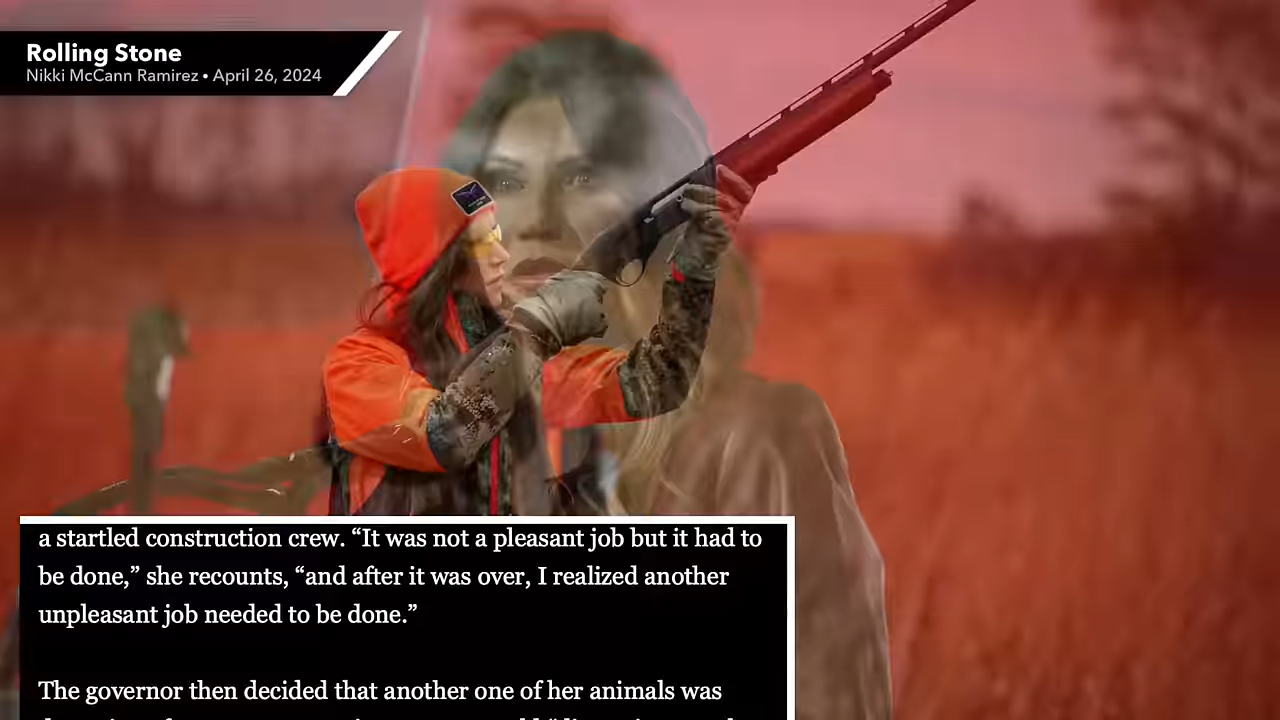 Rolling Stone
Nikki McCann Ramirez • April 26, 2024
a startled construction crew. “It was not a pleasant job but it had to
be done,” she recounts, “and after it was over, I realized another
unpleasant job needed to be done.”
The governor then decided that another one of her animals was